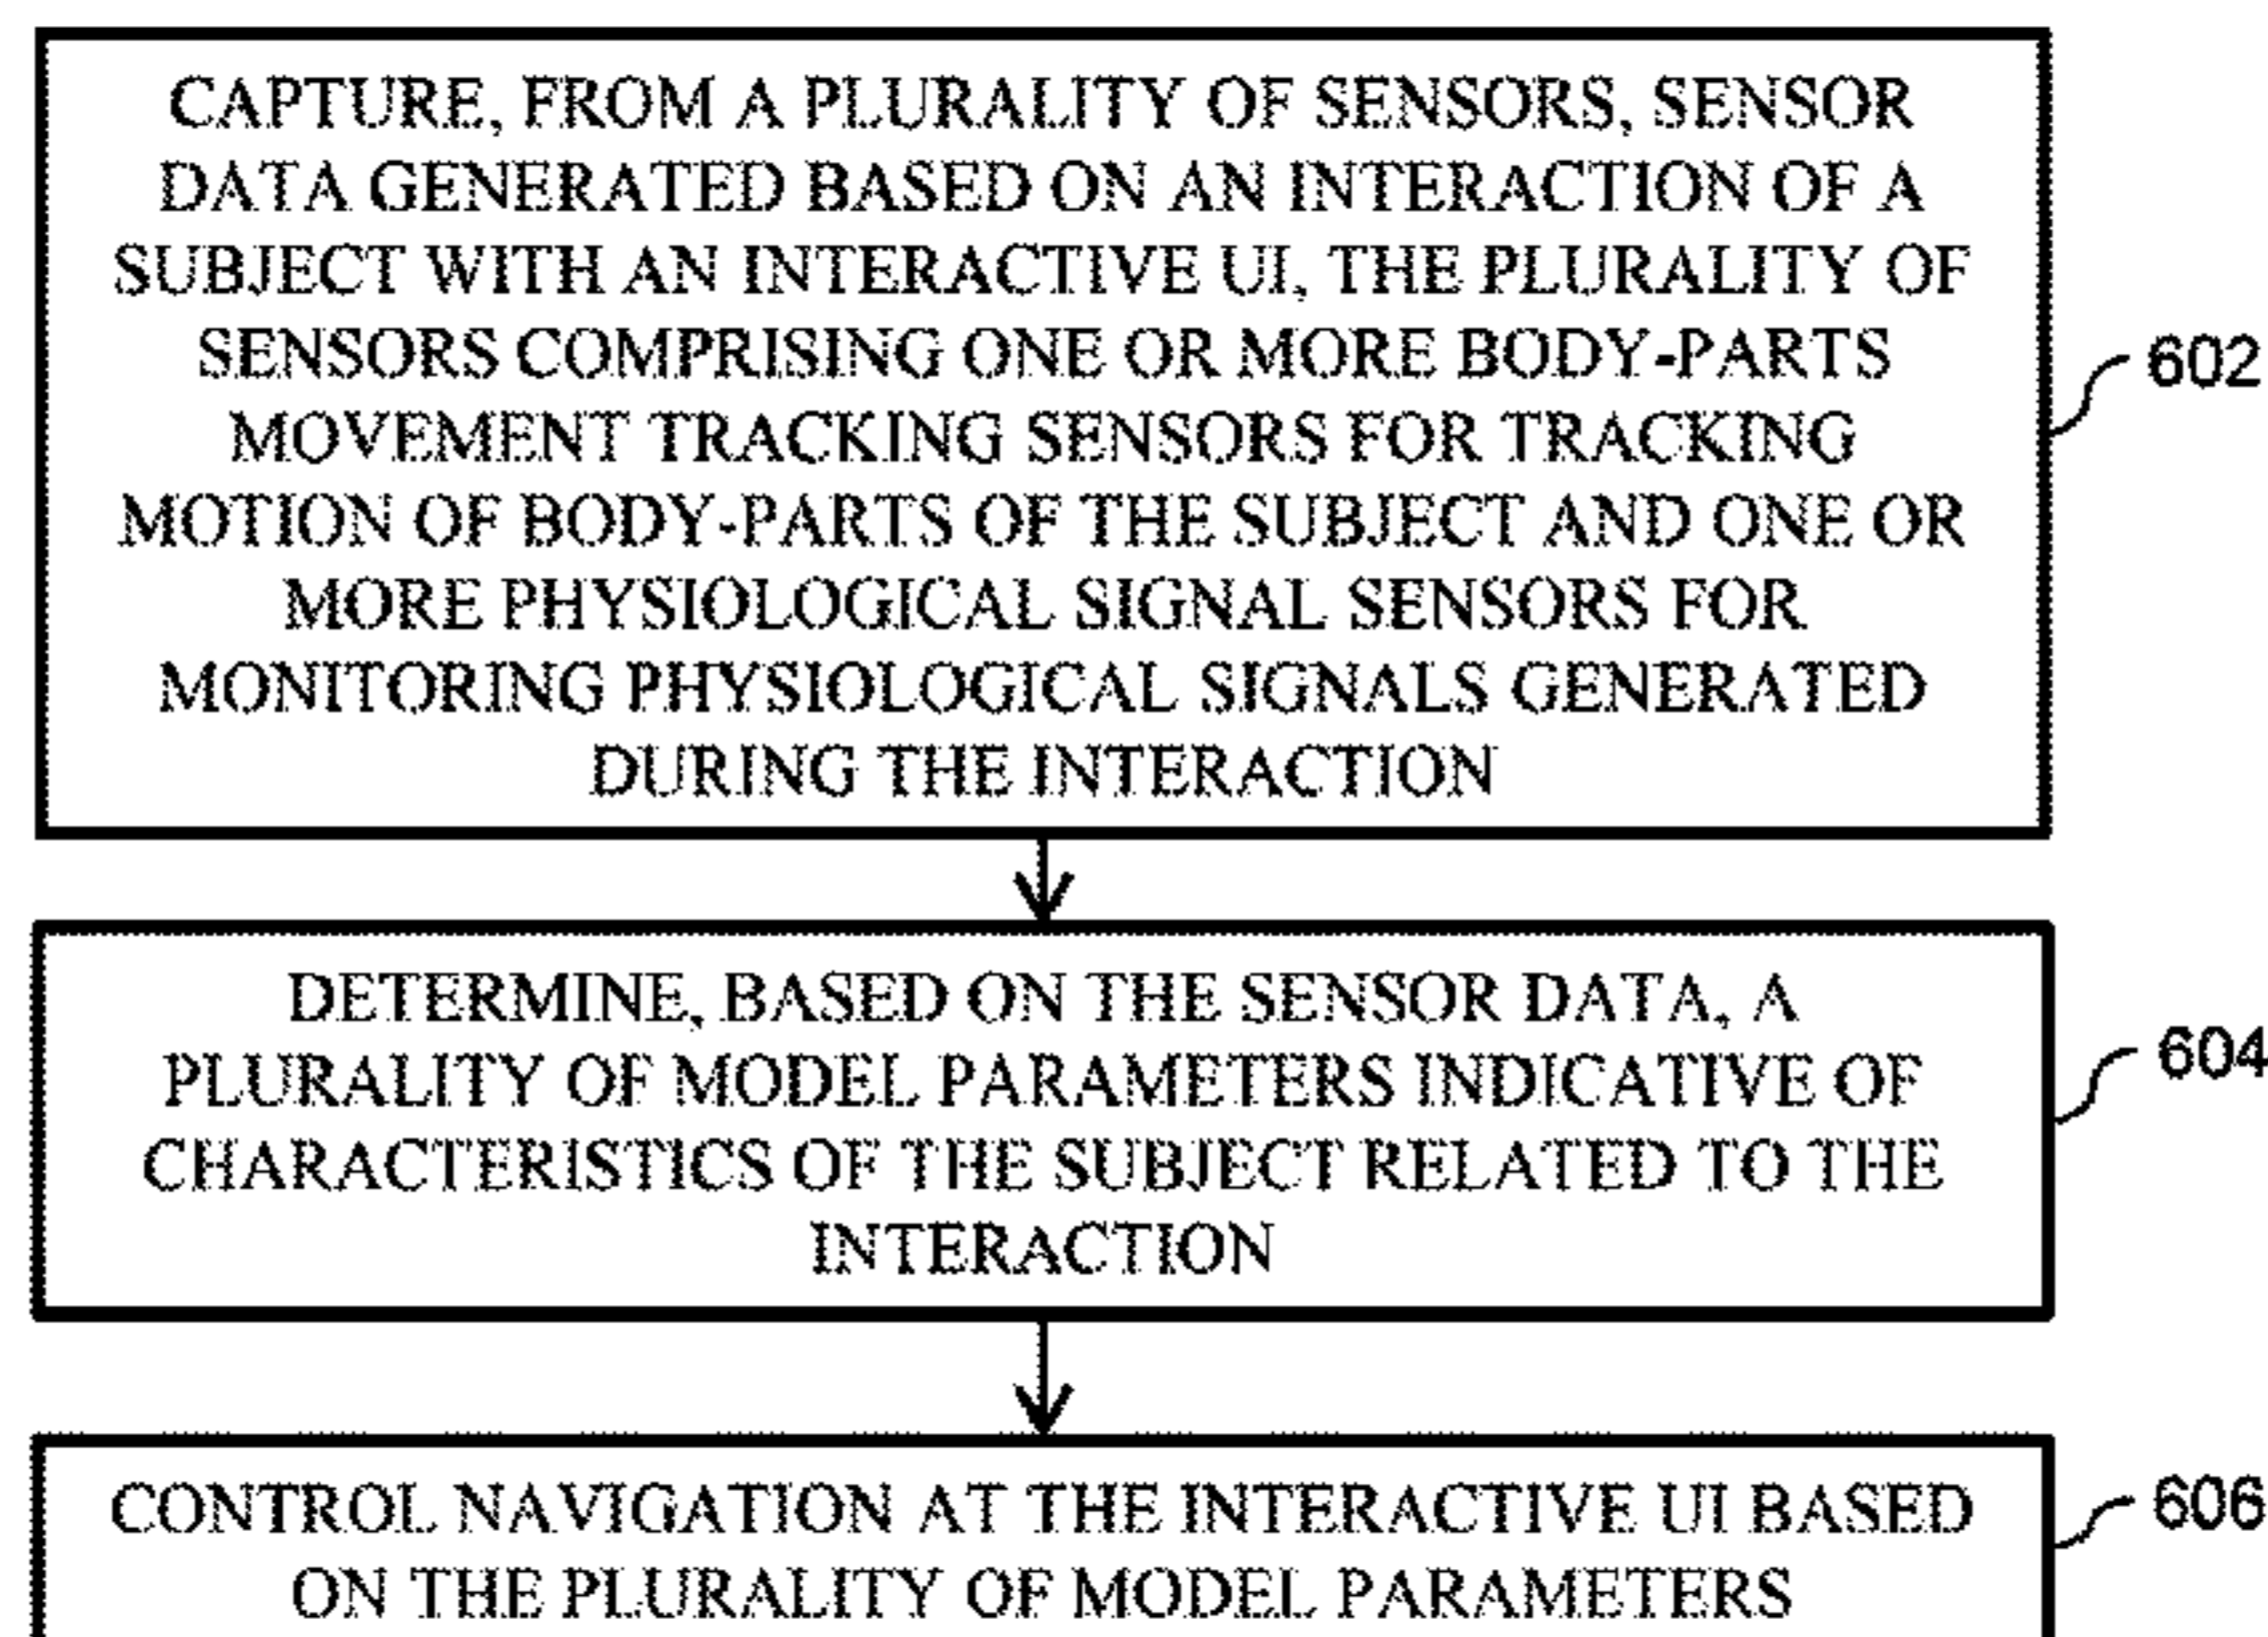 CAPTURE, FROM A PLURALITY OF SENSORS, SENSOR
DATA GENERATED BASED ON AN INTERACTION OF A
SUBJECT WITH AN INTERACTIVE UI, THE PLURALITY OF
SENSORS COMPRISING ONE OR MORE BODY-PARTS
MOVEMENT TRACKING SENSORS FOR TRACKING
MOTION OF BODY-PARTS OF THE SUBJECT AND ONE OR
MORE PHYSIOLOGICAL SIGNAL SENSORS FOR
MONITORING PHYSIOLOGICAL SIGNALS GENERATED
DURING THE INTERACTION
602
DETERMINE, BASED ON THE SENSOR DATA, A
PLURALITY OF MODEL PARAMETERS INDICATIVE OF
CHARACTERISTICS OF THE SUBJECT RELATED TO THE
INTERACTION
604
CONTROL NAVIGATION AT THE INTERACTIVE UI BASED
ON THE PLURALITY OF MODEL PARAMETERS
606